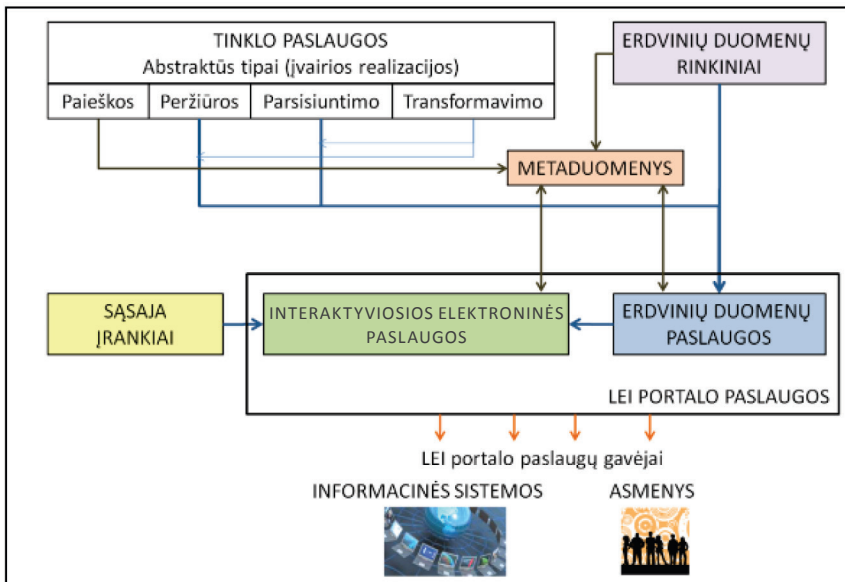 TINKLO PASLAUGOS
Abstraktūs tipai (įvairios realizacijos)
Paieškos
Peržiūros
Parsisiuntimo
Transformavimo
ERDVINIŲ DUOMENŲ
RINKINIAI
METADUOMENYS
SĄSAJA
ĮRANKIAI
INTERAKTYVIOSIOS ELEKTRONINĖS
PASLAUGOS
ERDVINIŲ DUOMENŲ
PASLAUGOS
LEI PORTALO PASLAUGOS
LEI portalo paslaugų gavėjai
INFORMACINĖS SISTEMOS
ASMENYS